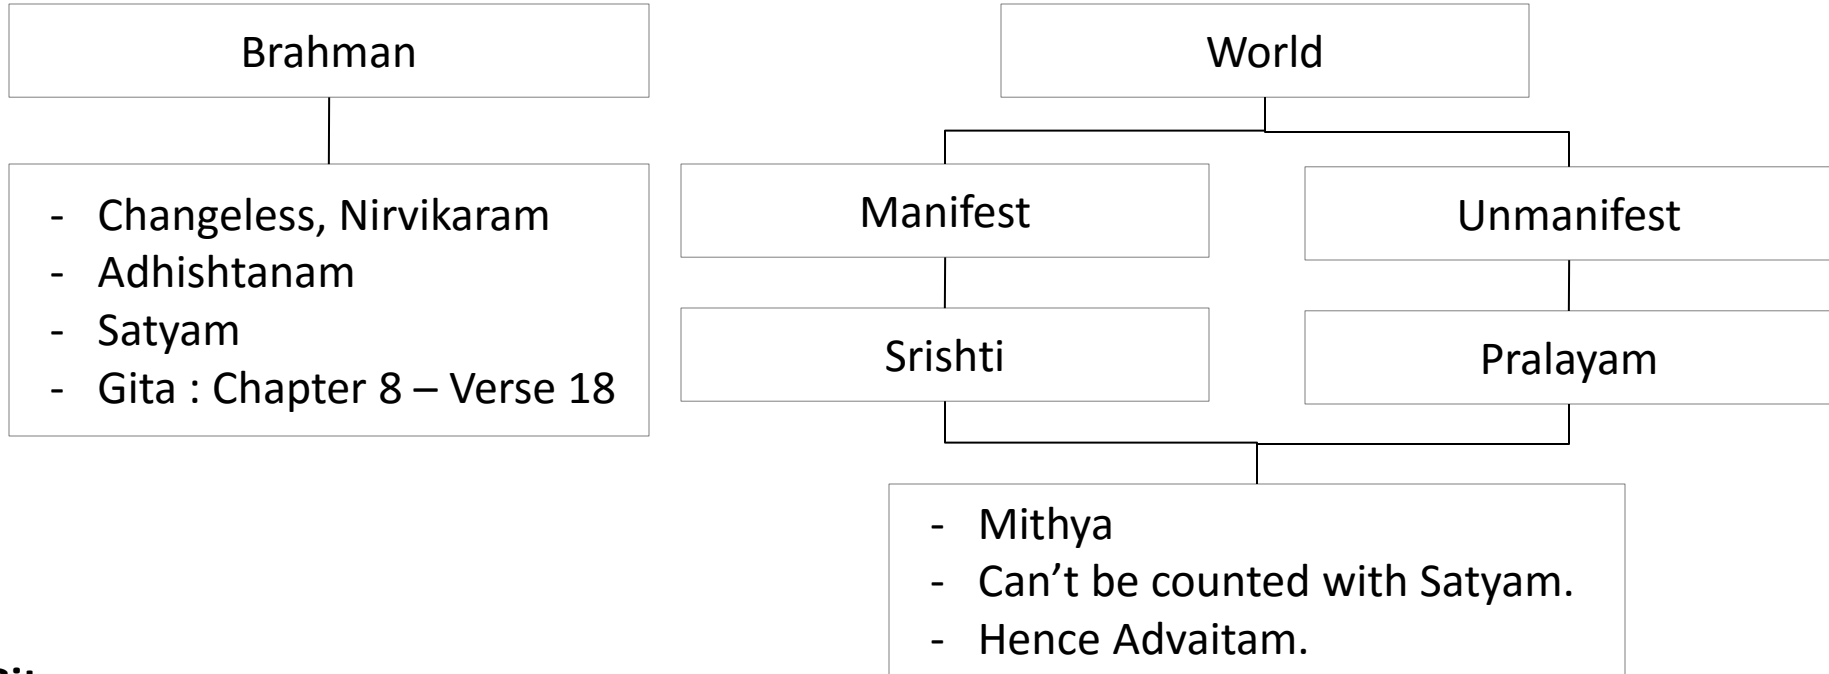 Brahman
World
- Changeless, Nirvikaram
- Adhishtanam
- Satyam
- Gita : Chapter 8 – Verse 18
Manifest
Unmanifest
Srishti
Pralayam
- Mithya
- Can’t be counted with Satyam.
- Hence Advaitam.